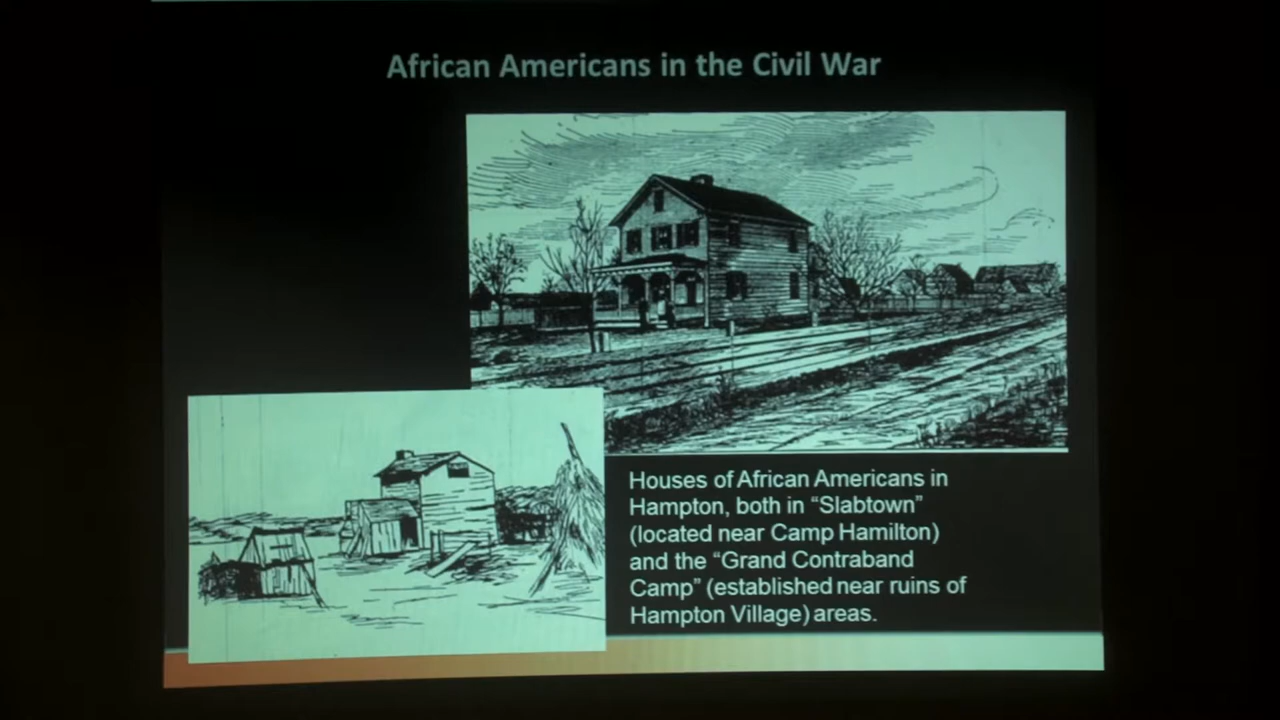 African Americans in the Civil War
Houses of African Americans in
Hampton, both in “Slabtown”
(located near Camp Hamilton)
and the “Grand Contraband
Camp” (established near ruins of
Hampton Village) areas.